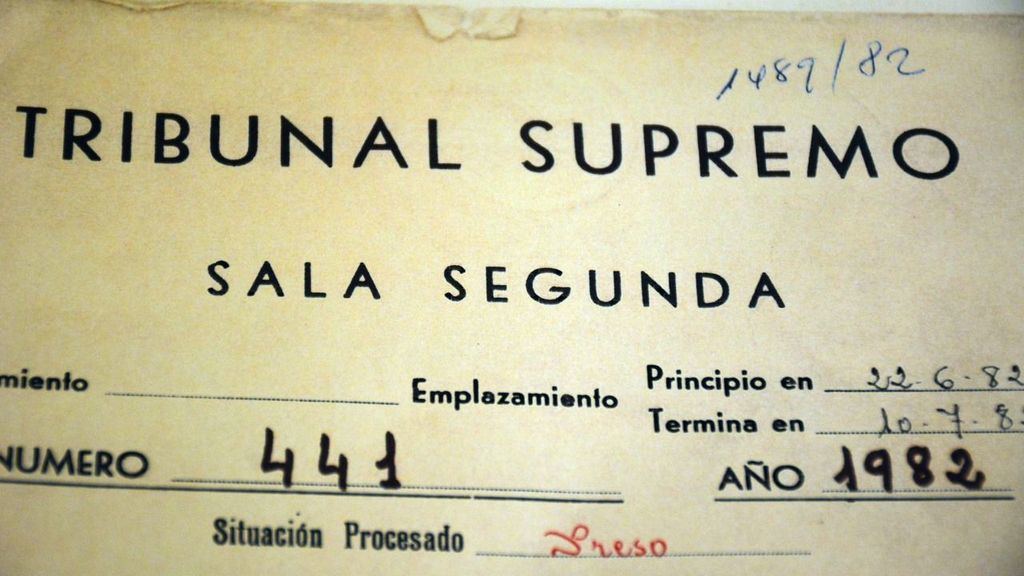 1489/82
TRIBUNAL SUPREMO
SALA SEGUNDA
miento Emplazamiento Principio en 22-6-82
Termina en 10-7-8
NUMERO 441 AÑO 1982
Situación Procesado Preso